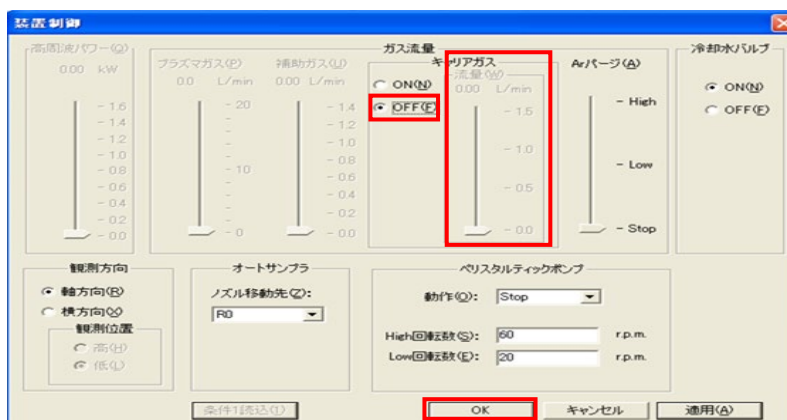 装置制御
高周波パワー(Q)
0.00 kW
- 1.6
- 1.4
- 1.2
- 1.0
- 0.8
- 0.6
- 0.4
- 0.2
- 0.0
ガス流量
プラズマガス(P)
0.0 L/min
- 20
- 10
- 0
補助ガス(U)
0.00 L/min
- 1.4
- 1.2
- 1.0
- 0.8
- 0.6
- 0.4
- 0.2
- 0.0
キャリアガス
ON(N)
OFF(F)
流量(W)
0.00 L/min
- 1.5
- 1.0
- 0.5
- 0.0
Arパージ(A)
- High
- Low
- Stop
冷却水バルブ
ON(N)
OFF(F)
観測方向
軸方向(R)
横方向(X)
観測位置
高(H)
低(L)
オートサンプラ
ノズル移動先(Z):
R0
ペリスタルティックポンプ
動作(O): Stop
High回転数(S): 60 r.p.m.
Low回転数(E): 20 r.p.m.
条件1読込(1)
OK
キャンセル
適用(A)